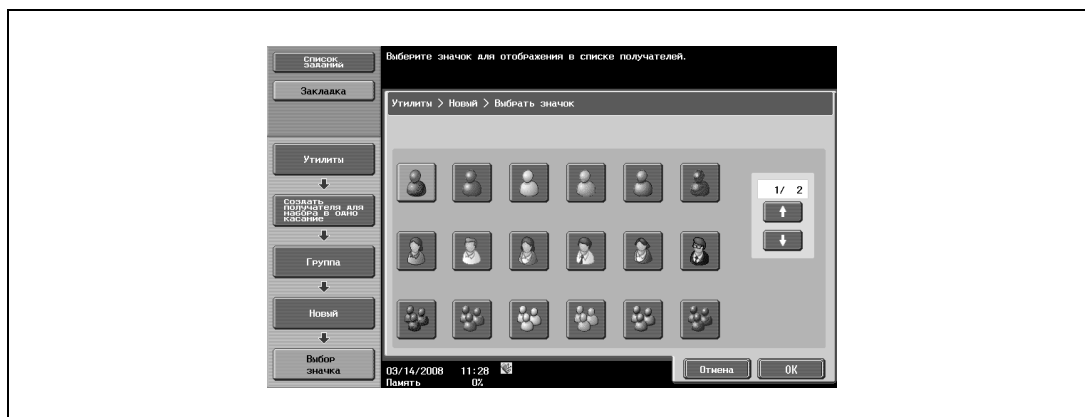 Список
заданий
Закладка
Утилиты
Создать
получателя для
набора в одно
касание
Группа
Новый
Выбор
значка
Выберите значок для отображения в списке получателей.
Утилиты > Новый > Выбрать значок
1/ 2
Отмена
OK
03/14/2008 11:28
Память 0%